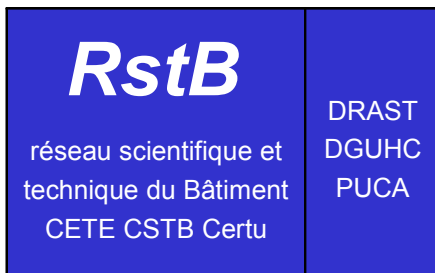 RstB
réseau scientifique et
technique du Bâtiment
CETE CSTB Certu
DRAST
DGUHC
PUCA